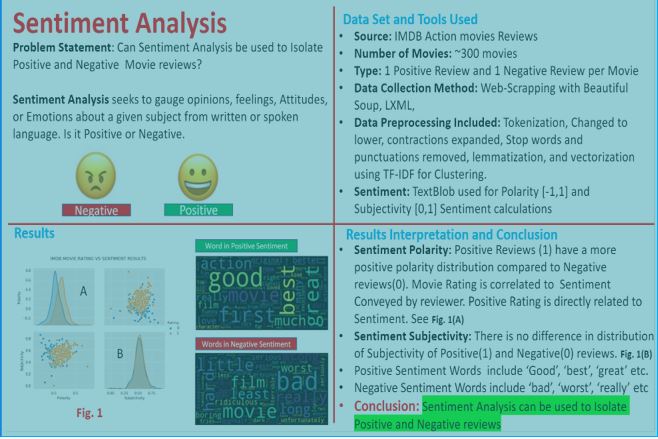 Sentiment Analysis
Problem Statement: Can Sentiment Analysis be used to Isolate
Positive and Negative Movie reviews?
Sentiment Analysis seeks to gauge opinions, feelings, Attitudes,
or Emotions about a given subject from written or spoken
language. Is it Positive or Negative.
Negative
Positive
Data Set and Tools Used
• Source: IMDB Action movies Reviews
• Number of Movies: ~300 movies
• Type: 1 Positive Review and 1 Negative Review per Movie
• Data Collection Method: Web-Scrapping with Beautiful
Soup, LXML,
• Data Preprocessing Included: Tokenization, Changed to
lower, contractions expanded, Stop words and
punctuations removed, lemmatization, and vectorization
using TF-IDF for Clustering.
• Sentiment: TextBlob used for Polarity [-1,1] and
Subjectivity [0,1] Sentiment calculations
Results
IMDB MOVIE RATING VS SENTIMENT RESULTS
A
B
Polarity
Subjectivity
Polarity
Subjectivity
Fig. 1
Word in Positive Sentiment
action
good
great
best
movie
film
first
much
character
Words in Negative Sentiment
little
worst
least
film
bad
ridiculous
really
boring
movie
long
tries
dark
unfortunately
Results Interpretation and Conclusion
• Sentiment Polarity: Positive Reviews (1) have a more
positive polarity distribution compared to Negative
reviews(0). Movie Rating is correlated to Sentiment
Conveyed by reviewer. Positive Rating is directly related to
Sentiment. See Fig. 1(A)
• Sentiment Subjectivity: There is no difference in distribution
of Subjectivity of Positive(1) and Negative(0) reviews. Fig. 1(B)
• Positive Sentiment Words include 'Good', 'best', 'great' etc.
• Negative Sentiment Words include 'bad', 'worst', 'really' etc
• Conclusion: Sentiment Analysis can be used to Isolate
Positive and Negative reviews